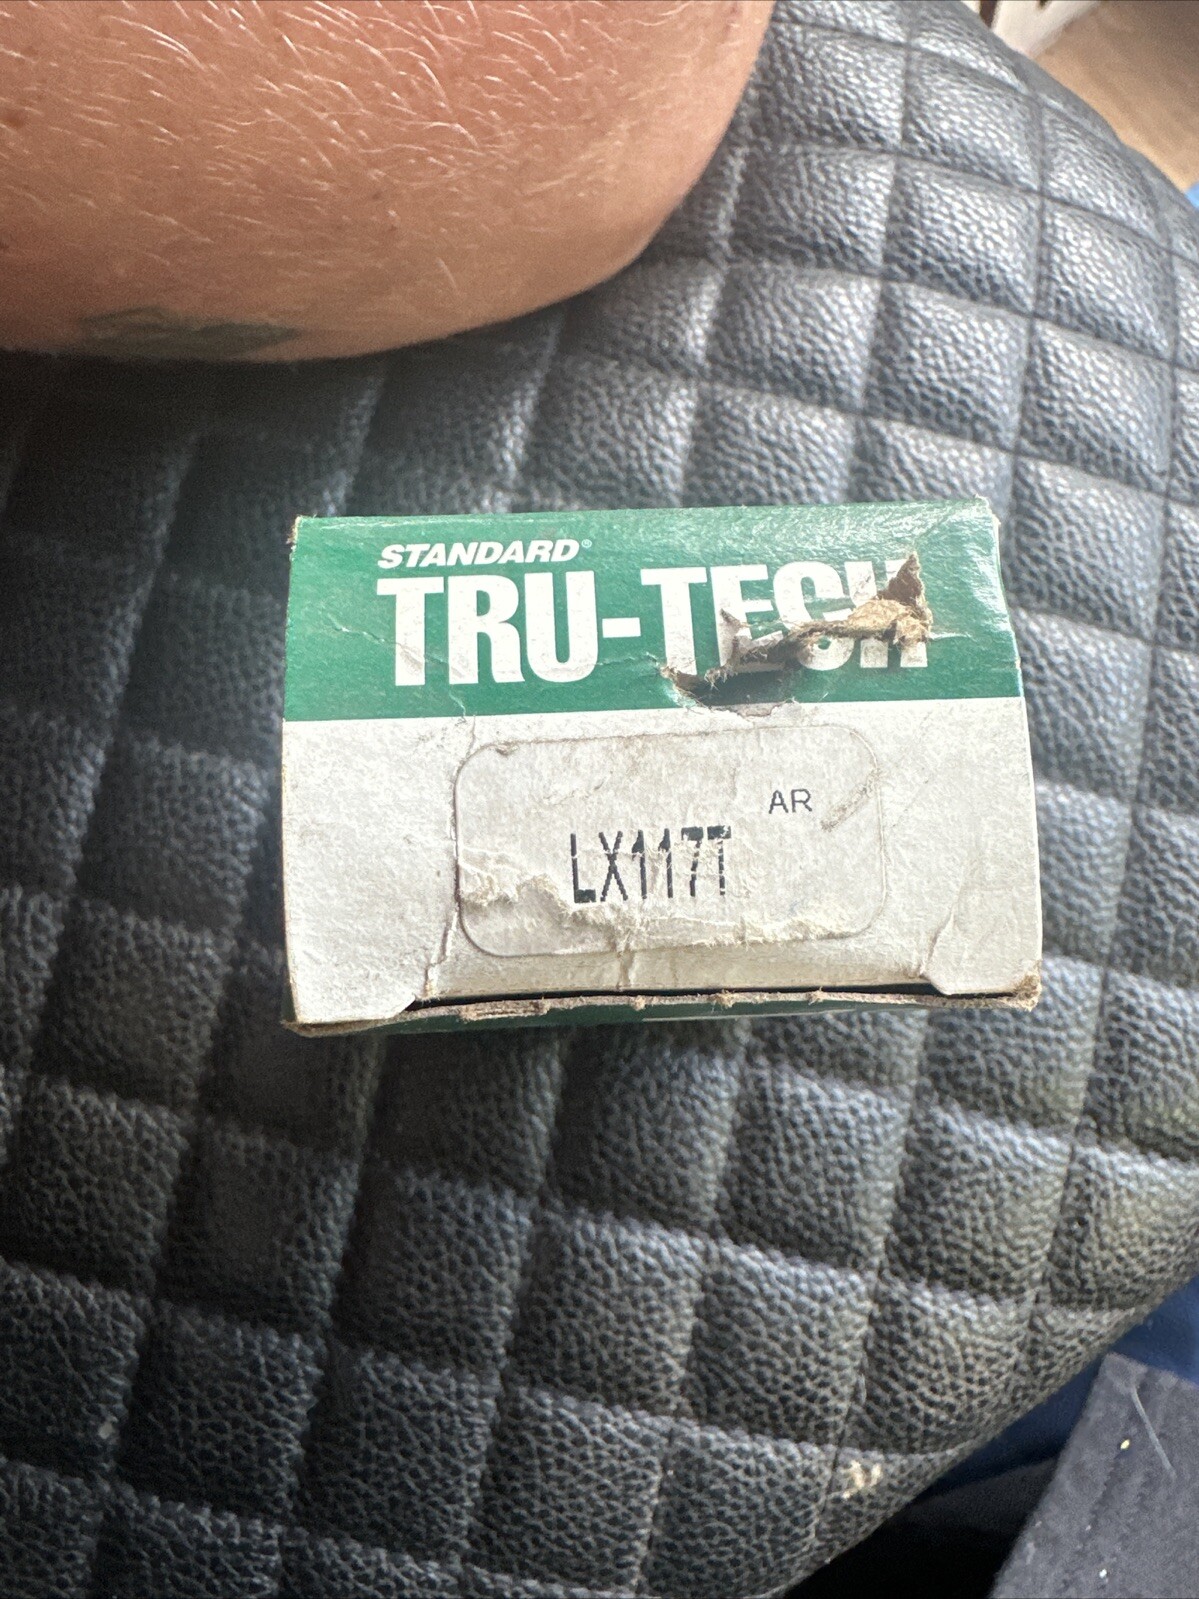 STANDARD®
TRU-TECH
AR
LX117T